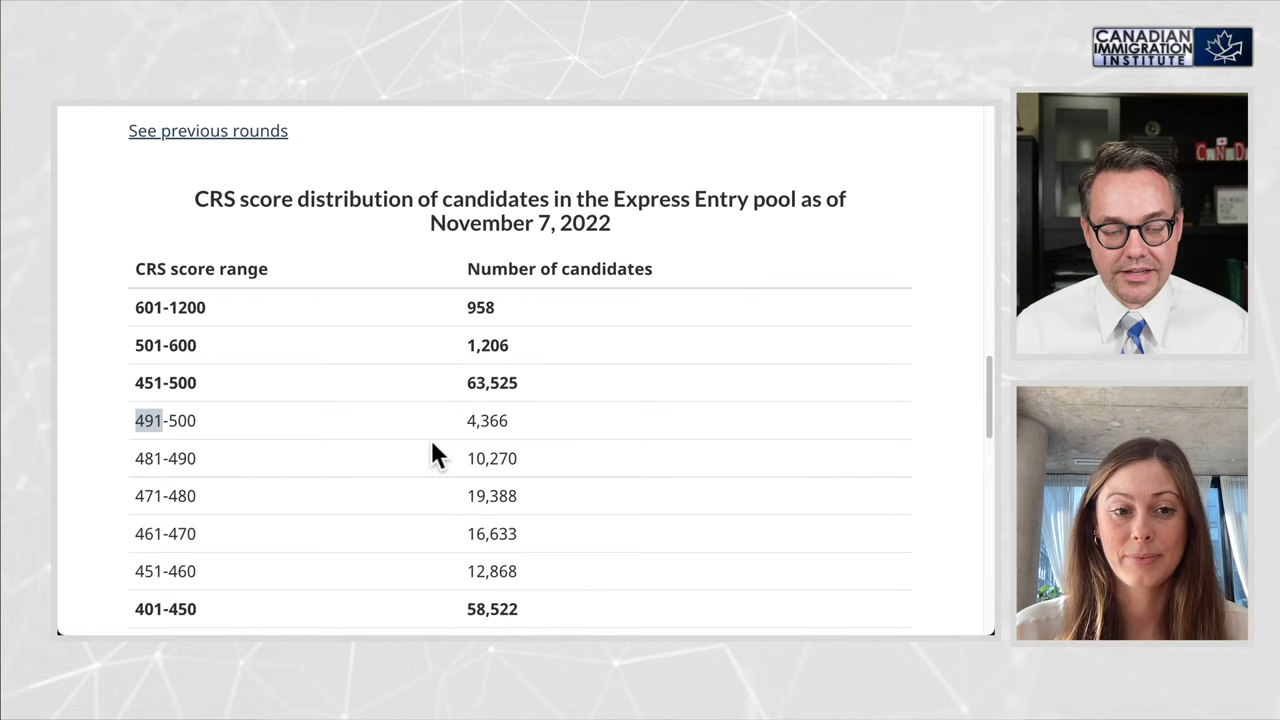 CANADIAN
IMMIGRATION
INSTITUTE
See previous rounds
CRS score distribution of candidates in the Express Entry pool as of
November 7, 2022
CRS score range Number of candidates
601-1200 958
501-600 1,206
451-500 63,525
491-500 4,366
481-490 10,270
471-480 19,388
461-470 16,633
451-460 12,868
401-450 58,522
C N D